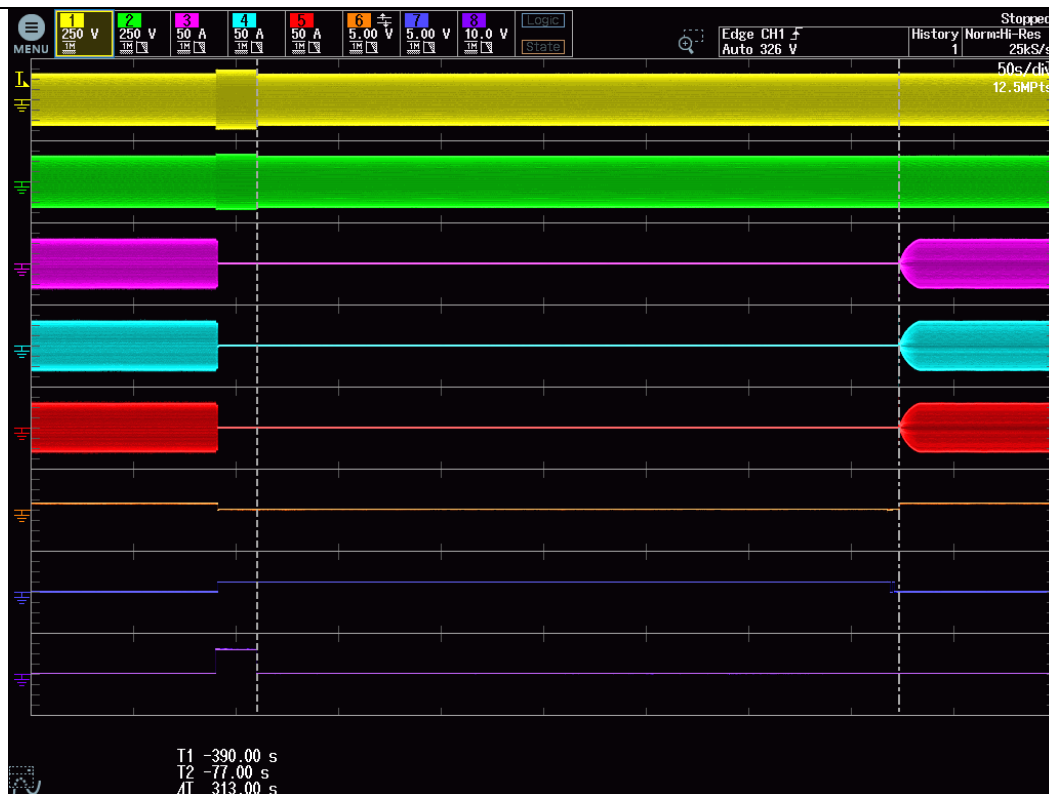 MENU
1 2 3 4 5 6 7 8 Logic
250 V 250 V 50 A 50 A 50 A 5.00 V 5.00 V 10.0 V
1M 1M 1M 1M 1M 1M 1M 1M State
Edge CH1
Auto 326 V
Stopped
History Norm:Hi-Res
1 25kS/s
50s/div
12.5MPts
T1 -390.00 s
T2 -77.00 s
ΔT 313.00 s